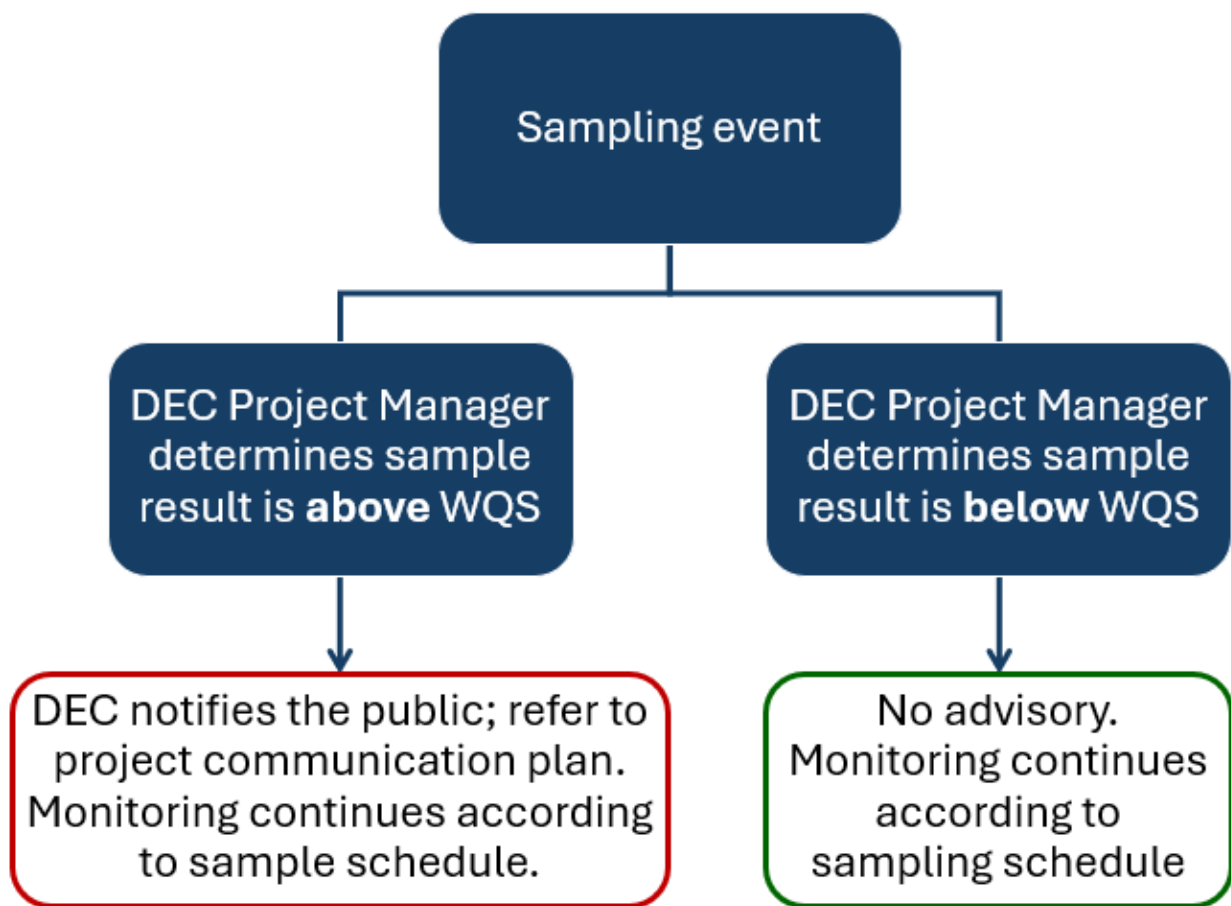 Sampling event
DEC Project Manager
determines sample
result is above WQS
DEC Project Manager
determines sample
result is below WQS
DEC notifies the public; refer to
project communication plan.
Monitoring continues according
to sample schedule.
No advisory.
Monitoring continues
according to
sampling schedule